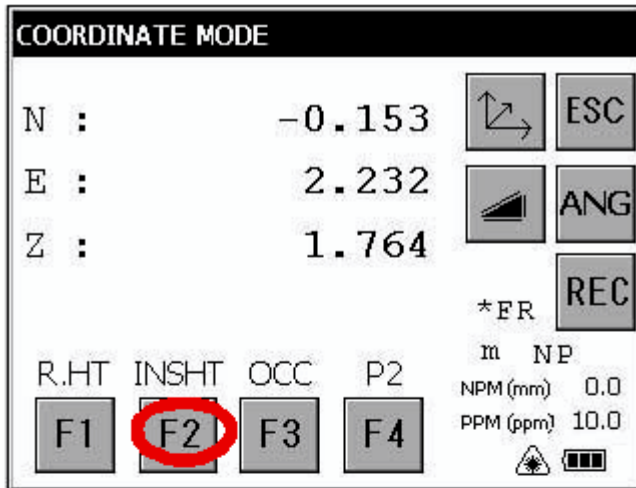 COORDINATE MODE
N : -0.153
E : 2.232
Z : 1.764
ESC
ANG
REC
*FR
m NP
NPM (mm) 0.0
PPM (ppm) 10.0
R.HT INSHT OCC P2
F1 F2 F3 F4